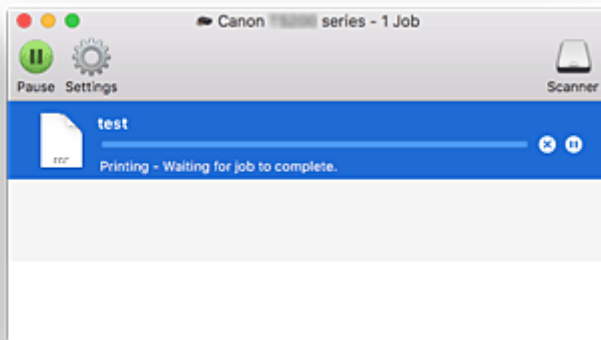 Canon series - 1 Job
Pause Settings Scanner
test
Printing - Waiting for job to complete.